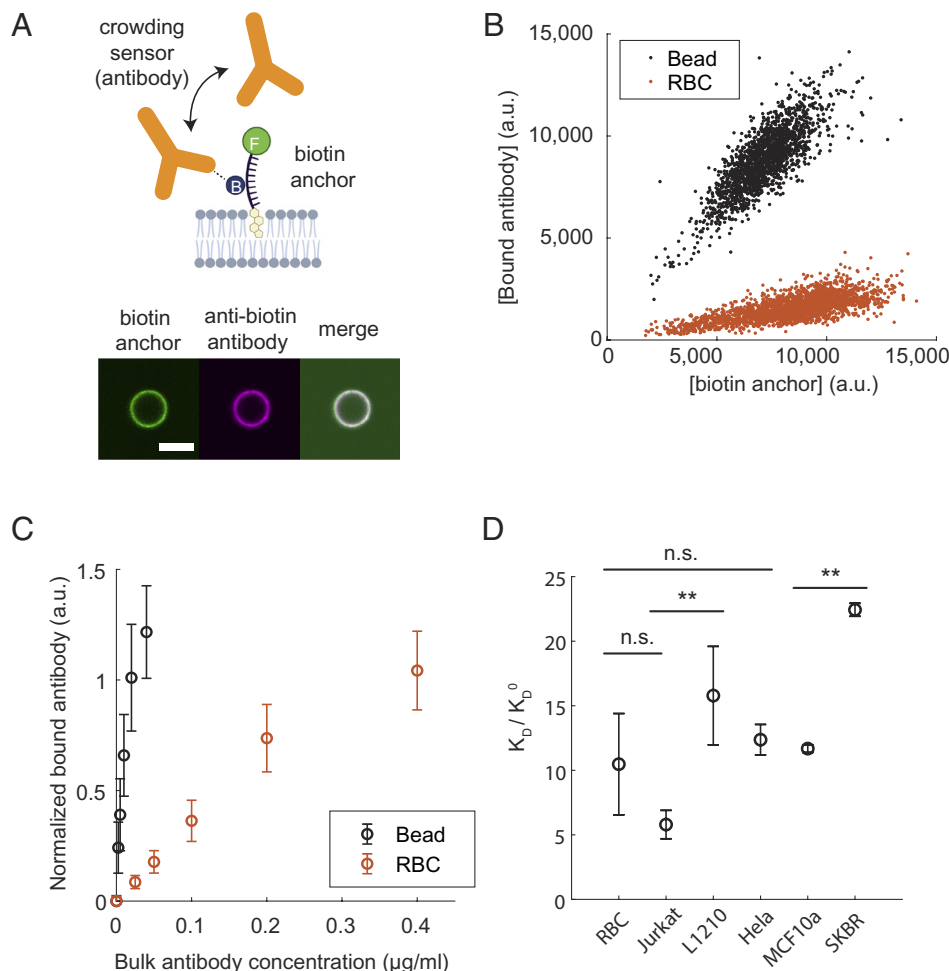 A
crowding
sensor
(antibody)
F
B
biotin
anchor
biotin
anchor
anti-biotin
antibody
merge
B
[Bound antibody] (a.u.)
15,000
10,000
5,000
0
Bead
RBC
0
5,000
10,000
15,000
[biotin anchor] (a.u.)
C
Normalized bound antibody (a.u.)
1.5
1
0.5
0
Bead
RBC
0
0.1
0.2
0.3
0.4
Bulk antibody concentration (μg/ml)
D
n.s.
**
**
n.s.
K_D / K_D^0
25
20
15
10
5
0
RBC
Jurkat
L1210
Hela
MCF10a
SKBR